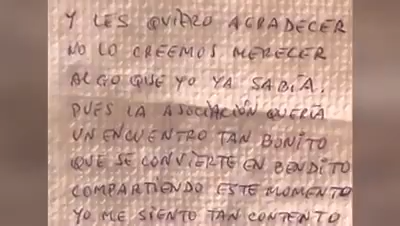 Y LES QUIERO AGRADECER
NO LO CREEMOS MERECER
ALGO QUE YO YA SABÍA.
PUES LA ASOCIACIÓN QUERÍA
UN ENCUENTRO TAN BONITO
QUE SE CONVIERTE EN BENDITO
COMPARTIENDO ESTE MOMENTO
YO ME SIENTO TAN CONTENTO